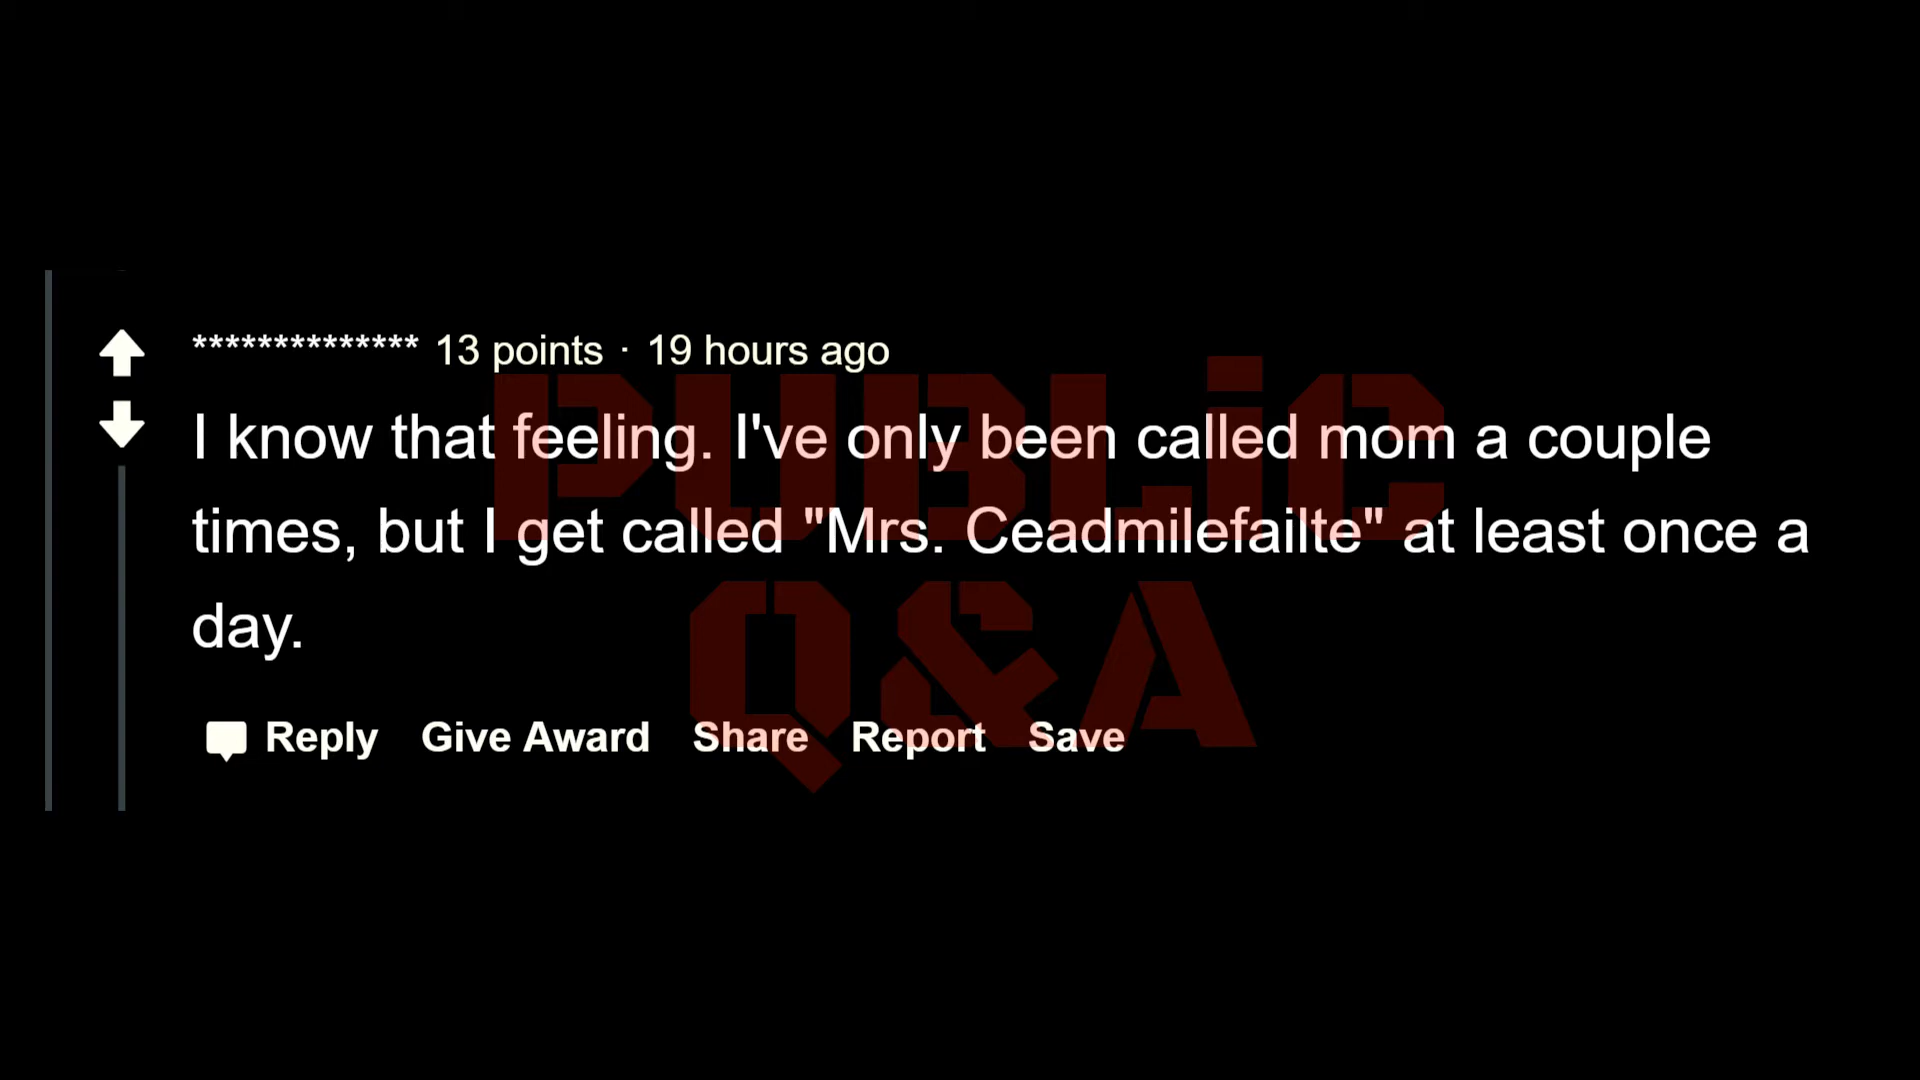 ************** 13 points · 19 hours ago
I know that feeling. I've only been called mom a couple
times, but I get called "Mrs. Ceadmilefailte" at least once a
day.
Reply Give Award Share Report Save
PUBLiC
Q&A